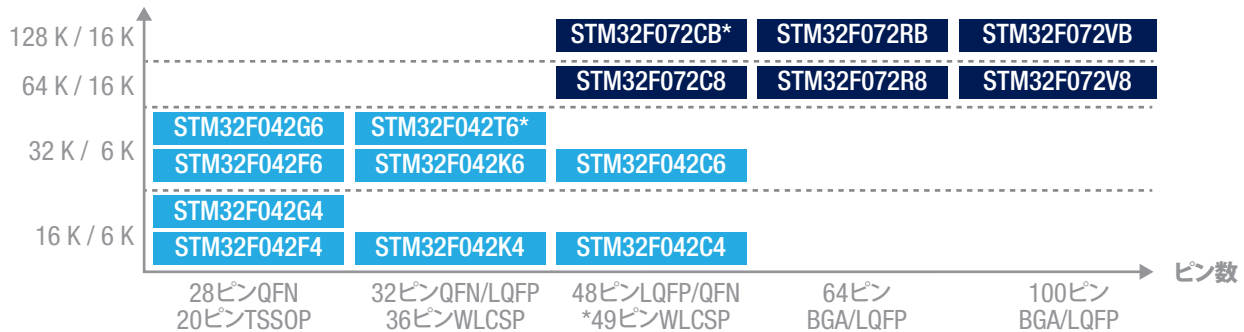 128 K / 16 K
STM32F072CB* STM32F072RB STM32F072VB
64 K / 16 K
STM32F072C8 STM32F072R8 STM32F072V8
STM32F042G6 STM32F042T6*
32 K / 6 K
STM32F042F6 STM32F042K6 STM32F042C6
STM32F042G4
16 K / 6 K
STM32F042F4 STM32F042K4 STM32F042C4
ピン数
28ピンQFN 32ピンQFN/LQFP 48ピンLQFP/QFN 64ピン 100ピン
20ピンTSSOP 36ピンWLCSP *49ピンWLCSP BGA/LQFP BGA/LQFP